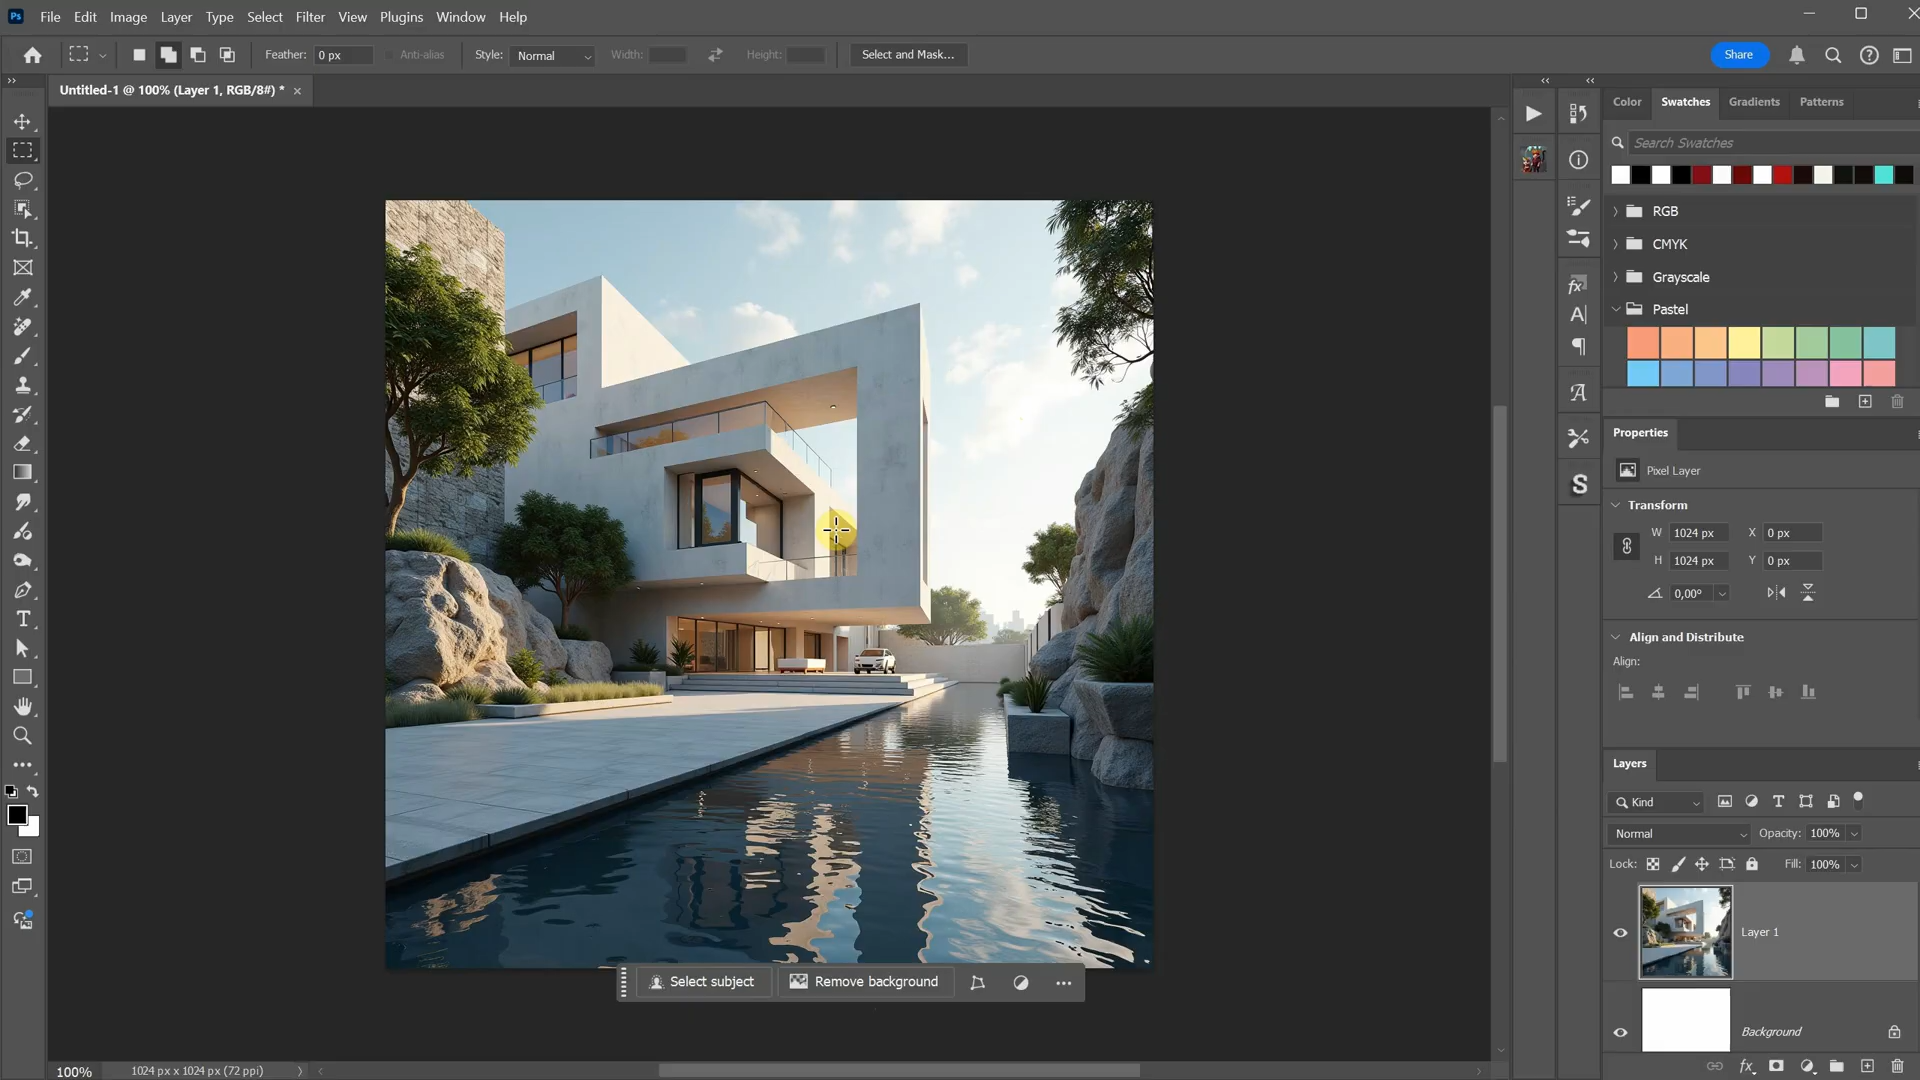 Ps File Edit Image Layer Type Select Filter View Plugins Window Help
Feather: 0 px Anti-alias Style: Normal Width: Height: Select and Mask... Share
Untitled-1 @ 100% (Layer 1, RGB/8#) * ×
Color Swatches Gradients Patterns
Search Swatches
RGB
CMYK
Grayscale
Pastel
Properties
Pixel Layer
Transform
W 1024 px X 0 px
H 1024 px Y 0 px
0,00°
Align and Distribute
Align:
Layers
Kind
Normal Opacity: 100%
Lock: Fill: 100%
Layer 1
Background
Select subject Remove background
100% 1024 px x 1024 px (72 ppi)